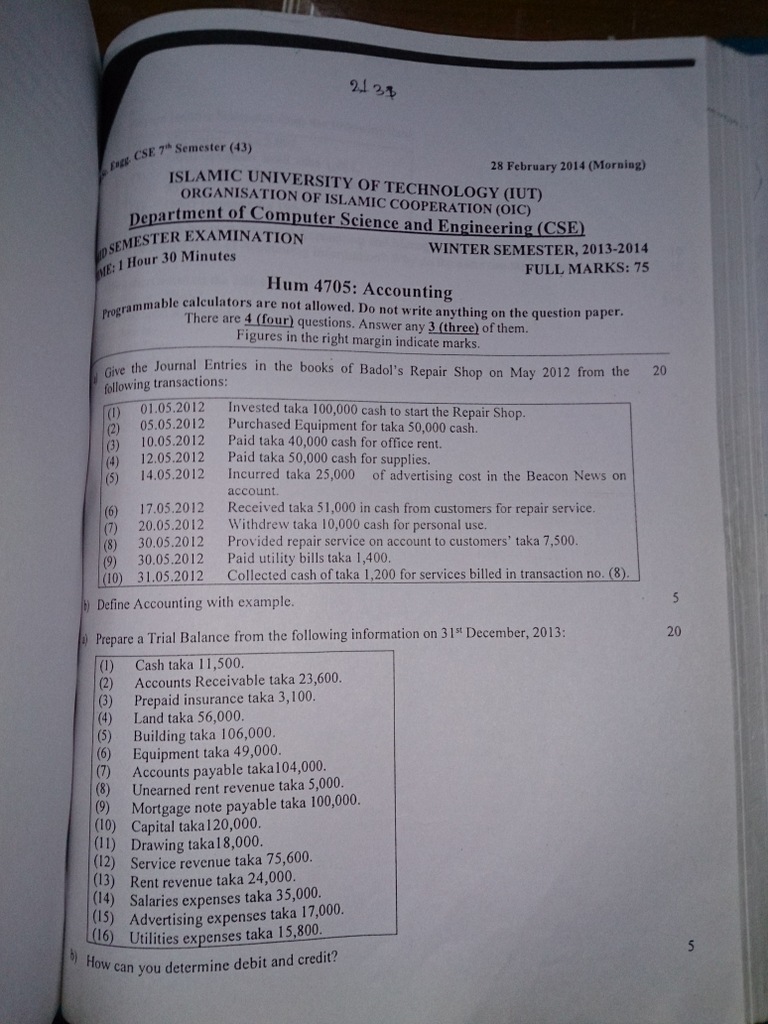 2137
Engg. CSE 7th Semester (43)
28 February 2014 (Morning)
ISLAMIC UNIVERSITY OF TECHNOLOGY (IUT)
ORGANISATION OF ISLAMIC COOPERATION (OIC)
Department of Computer Science and Engineering (CSE)
SEMESTER EXAMINATION WINTER SEMESTER, 2013-2014
1 Hour 30 Minutes FULL MARKS: 75
Hum 4705: Accounting
Programmable calculators are not allowed. Do not write anything on the question paper.
There are 4 (four) questions. Answer any 3 (three) of them.
Figures in the right margin indicate marks.
Give the Journal Entries in the books of Badol's Repair Shop on May 2012 from the 20
following transactions:
(1) 01.05.2012 Invested taka 100,000 cash to start the Repair Shop.
(2) 05.05.2012 Purchased Equipment for taka 50,000 cash.
(3) 10.05.2012 Paid taka 40,000 cash for office rent.
(4) 12.05.2012 Paid taka 50,000 cash for supplies.
(5) 14.05.2012 Incurred taka 25,000 of advertising cost in the Beacon News on
account.
(6) 17.05.2012 Received taka 51,000 in cash from customers for repair service.
(7) 20.05.2012 Withdrew taka 10,000 cash for personal use.
(8) 30.05.2012 Provided repair service on account to customers' taka 7,500.
(9) 30.05.2012 Paid utility bills taka 1,400.
(10) 31.05.2012 Collected cash of taka 1,200 for services billed in transaction no. (8).
b) Define Accounting with example. 5
a) Prepare a Trial Balance from the following information on 31st December, 2013: 20
(1) Cash taka 11,500.
(2) Accounts Receivable taka 23,600.
(3) Prepaid insurance taka 3,100.
(4) Land taka 56,000.
(5) Building taka 106,000.
(6) Equipment taka 49,000.
(7) Accounts payable taka104,000.
(8) Unearned rent revenue taka 5,000.
(9) Mortgage note payable taka 100,000.
(10) Capital taka120,000.
(11) Drawing taka18,000.
(12) Service revenue taka 75,600.
(13) Rent revenue taka 24,000.
(14) Salaries expenses taka 35,000.
(15) Advertising expenses taka 17,000.
(16) Utilities expenses taka 15,800.
b) How can you determine debit and credit? 5